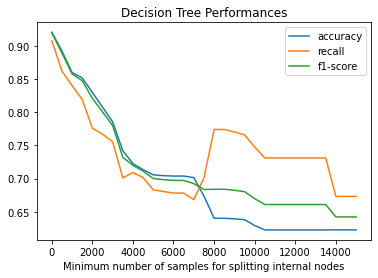 Decision Tree Performances
accuracy
recall
f1-score
0.90
0.85
0.80
0.75
0.70
0.65
0 2000 4000 6000 8000 10000 12000 14000
Minimum number of samples for splitting internal nodes